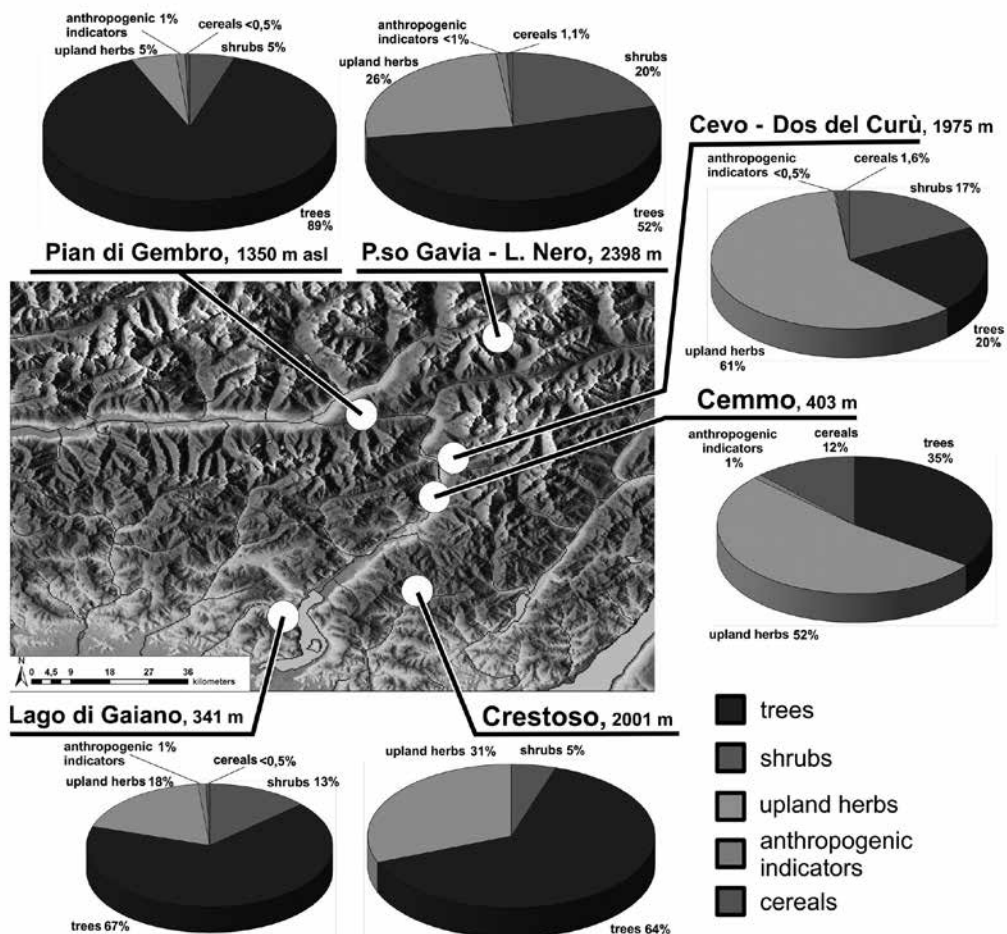 anthropogenic 1%
indicators
cereals <0,5%
upland herbs 5%
shrubs 5%
trees
89%
Pian di Gembro, 1350 m asl
anthropogenic
indicators <1%
cereals 1,1%
upland herbs
26%
shrubs
20%
trees
52%
P.so Gavia - L. Nero, 2398 m
Cevo - Dos del Curù, 1975 m
anthropogenic
indicators <0,5%
cereals 1,6%
shrubs 17%
trees
20%
upland herbs
61%
Cemmo, 403 m
anthropogenic
indicators
1%
cereals
12%
trees
35%
upland herbs 52%
N
0 4,5 9 18 27 36
kilometers
Lago di Gaiano, 341 m
anthropogenic 1%
indicators
cereals <0,5%
upland herbs 18%
shrubs 13%
trees 67%
Crestoso, 2001 m
upland herbs 31%
shrubs 5%
trees 64%
trees
shrubs
upland herbs
anthropogenic
indicators
cereals